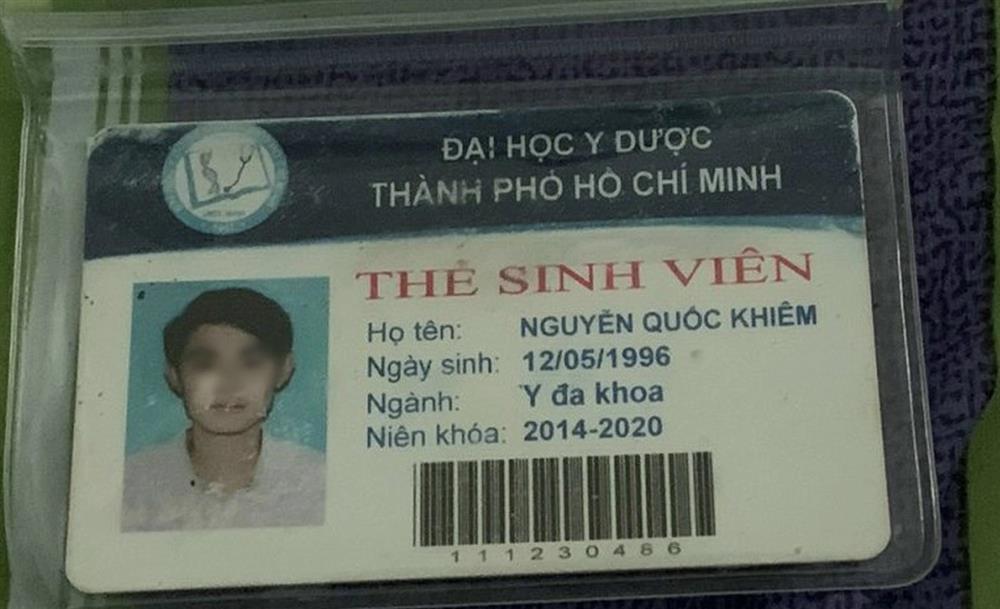 ĐẠI HỌC Y DƯỢC
THÀNH PHỐ HỒ CHÍ MINH
THẺ SINH VIÊN
Họ tên: NGUYỄN QUỐC KHIÊM
Ngày sinh: 12/05/1996
Ngành: Y đa khoa
Niên khóa: 2014-2020
111230486